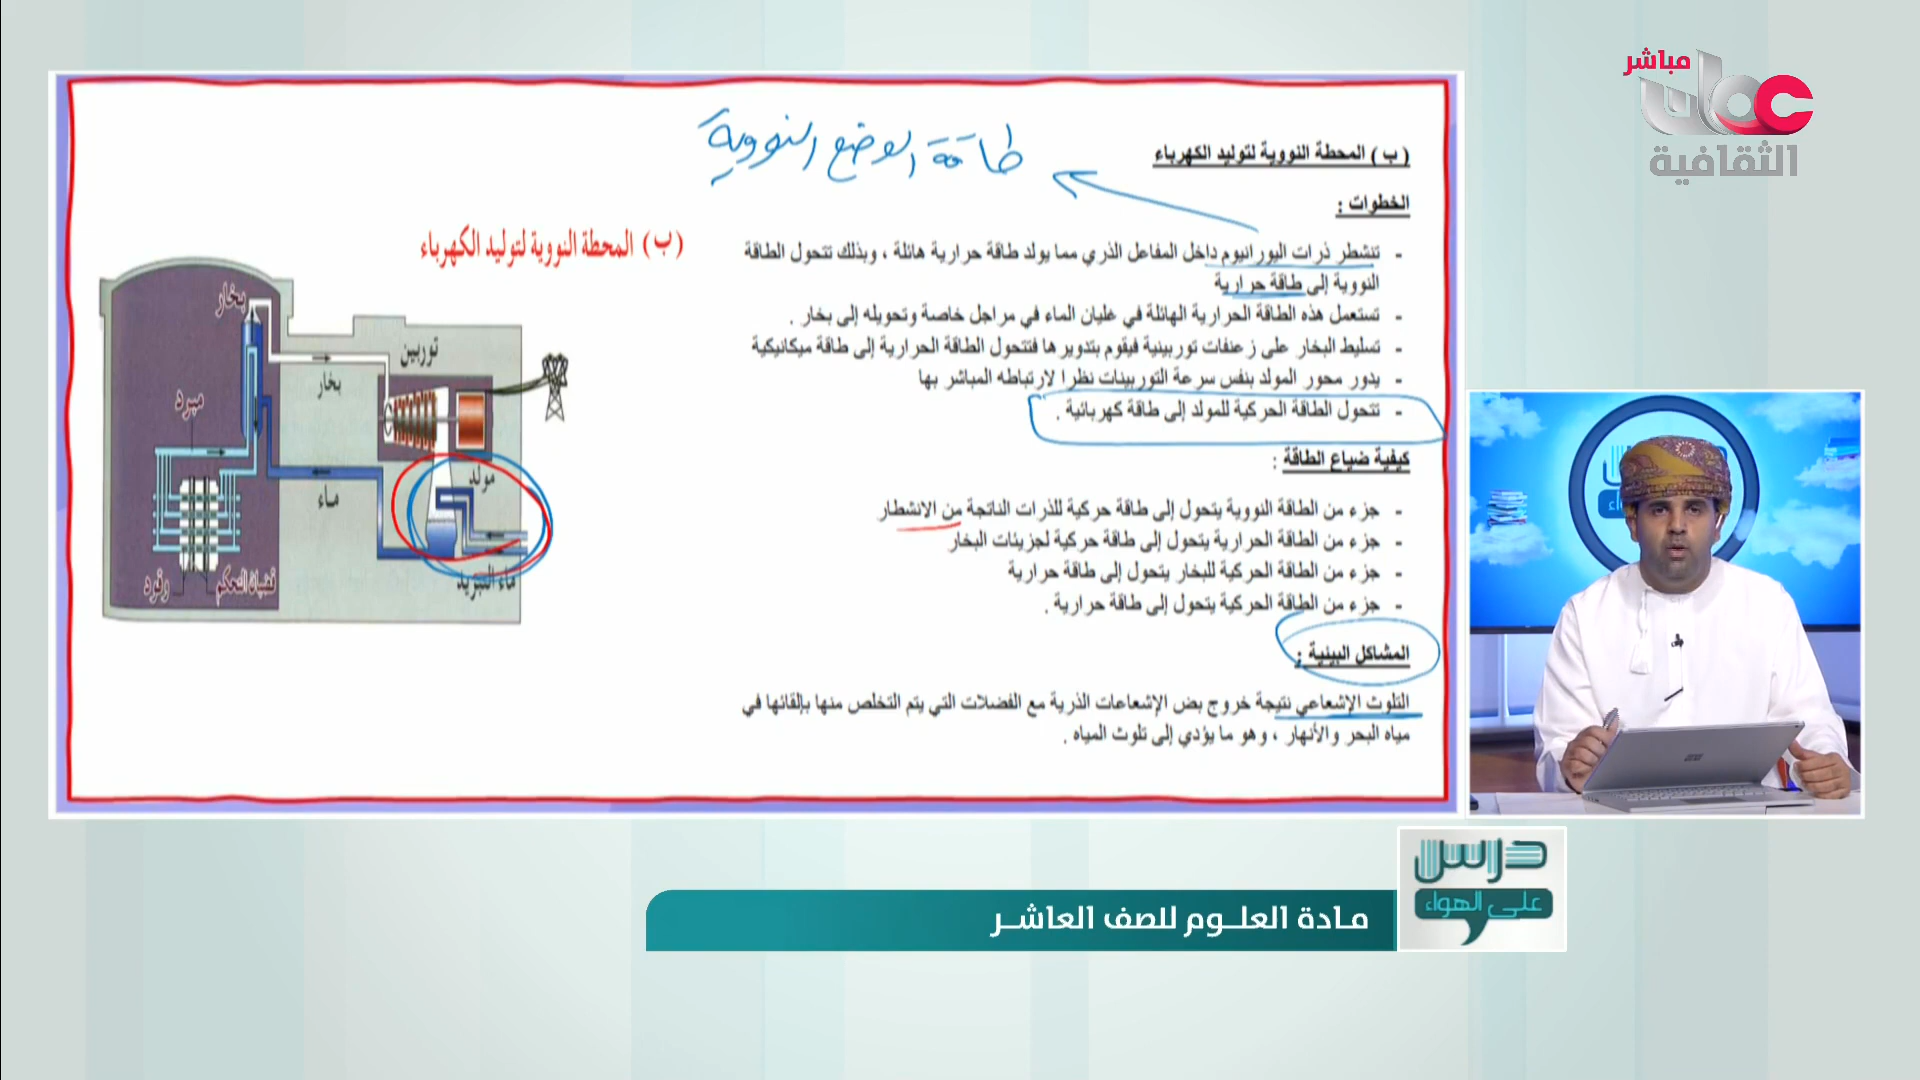 مباشر
عمان
الثقافية
طاقة الوضع النووية
( ب ) المحطة النووية لتوليد الكهرباء
الخطوات :
- تنشطر ذرات اليورانيوم داخل المفاعل الذري مما يولد طاقة حرارية هائلة ، وبذلك تتحول الطاقة
النووية إلى طاقة حرارية
- تستعمل هذه الطاقة الحرارية الهائلة في غليان الماء في مراجل خاصة وتحويله إلى بخار .
- تسليط البخار على زعنفات توربينية فيقوم بتدويرها فتتحول الطاقة الحرارية إلى طاقة ميكانيكية
- يدور محور المولد بنفس سرعة التوربينات نظرا لارتباطه المباشر بها
- تتحول الطاقة الحركية للمولد إلى طاقة كهربائية .
كيفية ضياع الطاقة :
- جزء من الطاقة النووية يتحول إلى طاقة حركية للذرات الناتجة من الانشطار
- جزء من الطاقة الحرارية يتحول إلى طاقة حركية لجزيئات البخار
- جزء من الطاقة الحركية للبخار يتحول إلى طاقة حرارية
- جزء من الطاقة الحركية يتحول إلى طاقة حرارية .
المشاكل البيئية :
التلوث الإشعاعي نتيجة خروج بض الإشعاعات الذرية مع الفضلات التي يتم التخلص منها بإلقائها في
مياه البحر والأنهار ، وهو ما يؤدي إلى تلوث المياه .
(ب) المحطة النووية لتوليد الكهرباء
بخار
توربين
بخار
مبرد
مولد
ماء
ماء التبريد
قضبان التحكم
وقود
درس
على الهواء
مادة العلوم للصف العاشر